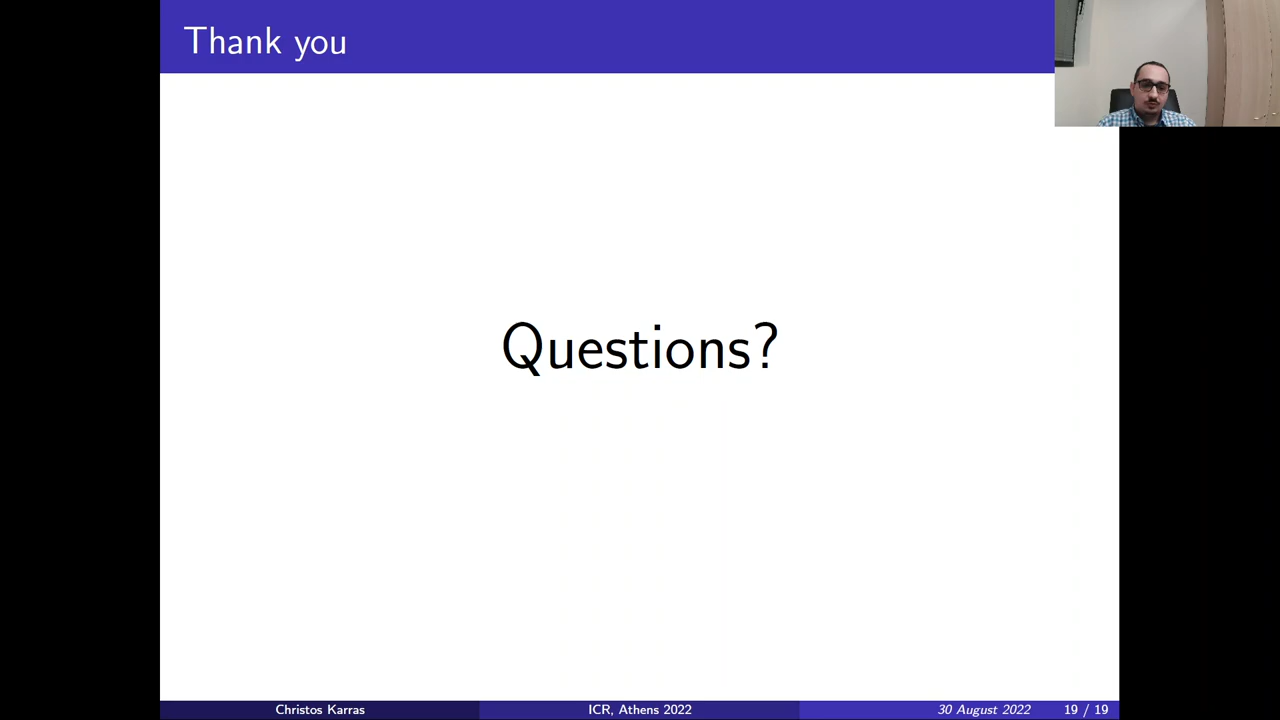 Thank you
Questions?
Christos Karras
ICR, Athens 2022
30 August 2022
19 / 19